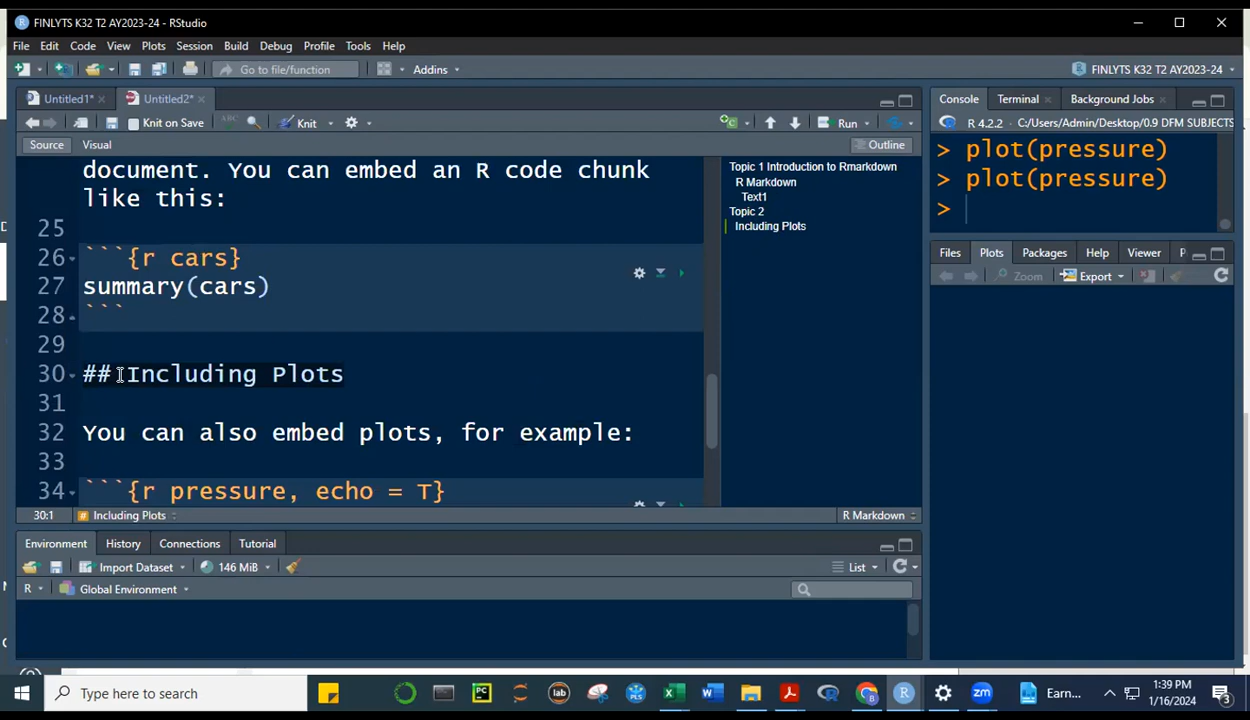 FINLYTS K32 T2 AY2023-24 - RStudio
File Edit Code View Plots Session Build Debug Profile Tools Help
Go to file/function Addins FINLYTS K32 T2 AY2023-24
Untitled1* Untitled2*
Knit on Save ABC Knit Run
Source Visual Outline
document. You can embed an R code chunk
like this:
25
26 ```{r cars}
27 summary(cars)
28 ```
29
30 ## Including Plots
31
32 You can also embed plots, for example:
33
34 ```{r pressure, echo = T}
30:1 # Including Plots R Markdown
Topic 1 Introduction to Rmarkdown
R Markdown
Text1
Topic 2
Including Plots
Console Terminal Background Jobs
R 4.2.2 · C:/Users/Admin/Desktop/0.9 DFM SUBJECTS
> plot(pressure)
> plot(pressure)
>
Files Plots Packages Help Viewer P
Zoom Export
Environment History Connections Tutorial
Import Dataset 146 MiB List
R Global Environment
Type here to search
PC lab PLS Earn...
1:39 PM
1/16/2024
3